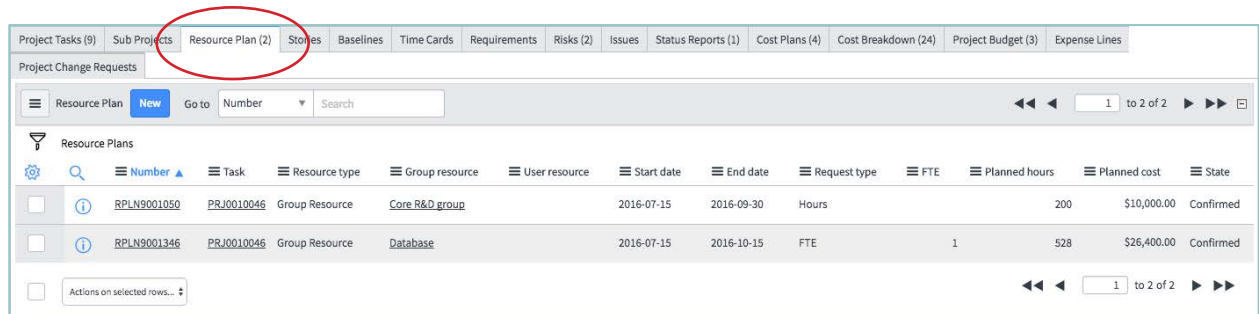 Project Tasks (9) Sub Projects Resource Plan (2) Stories Baselines Time Cards Requirements Risks (2) Issues Status Reports (1) Cost Plans (4) Cost Breakdown (24) Project Budget (3) Expense Lines
Project Change Requests
Resource Plan New Go to Number Search 1 to 2 of 2
Resource Plans
Number Task Resource type Group resource User resource Start date End date Request type FTE Planned hours Planned cost State
RPLN9001050 PRJ0010046 Group Resource Core R&D group 2016-07-15 2016-09-30 Hours 200 $10,000.00 Confirmed
RPLN9001346 PRJ0010046 Group Resource Database 2016-07-15 2016-10-15 FTE 1 528 $26,400.00 Confirmed
Actions on selected rows... 1 to 2 of 2